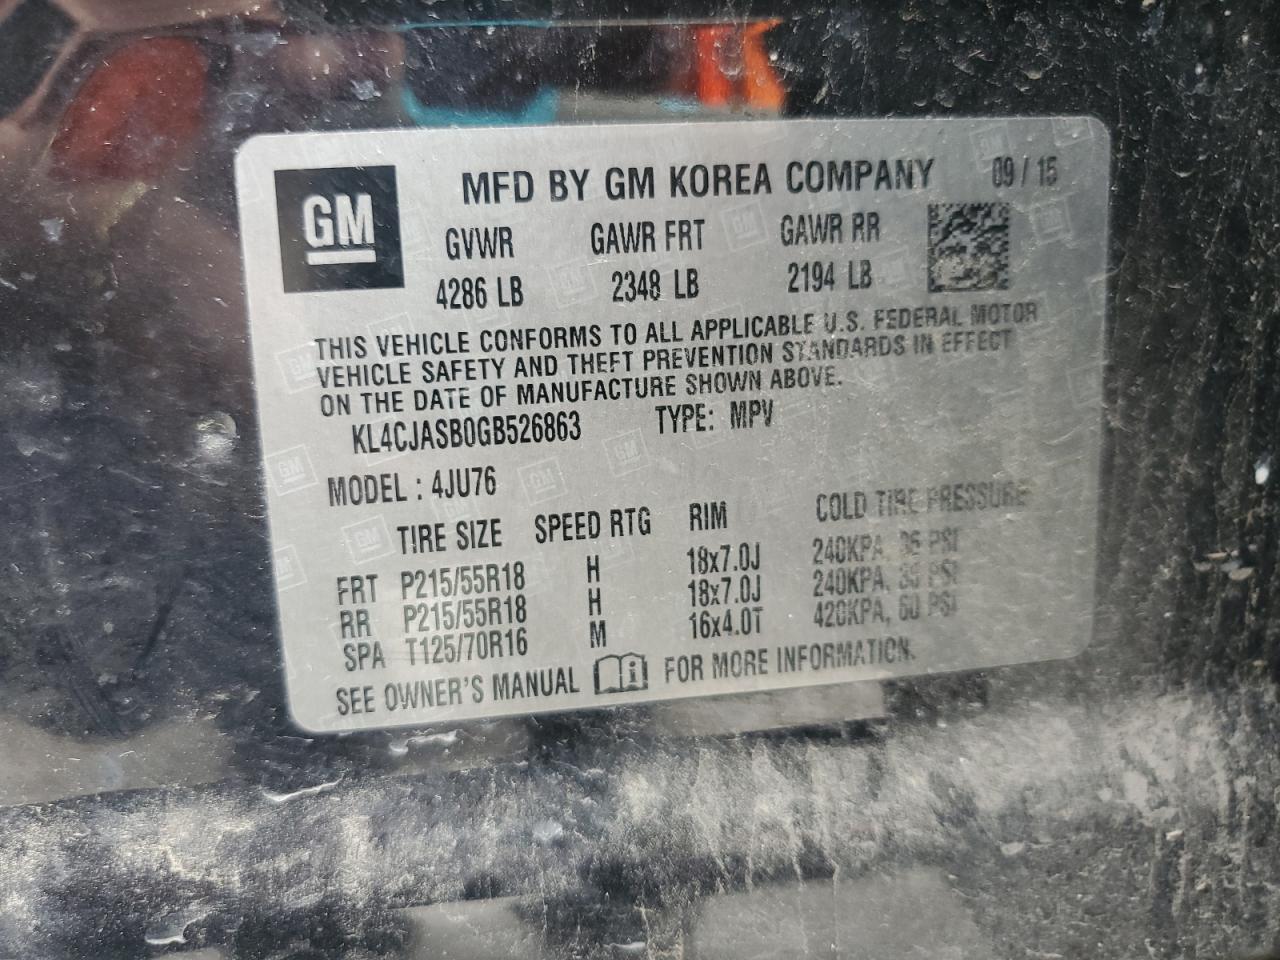 GM
MFD BY GM KOREA COMPANY 09 / 15
GVWR GAWR FRT GAWR RR
4286 LB 2348 LB 2194 LB
THIS VEHICLE CONFORMS TO ALL APPLICABLE U.S. FEDERAL MOTOR
VEHICLE SAFETY AND THEFT PREVENTION STANDARDS IN EFFECT
ON THE DATE OF MANUFACTURE SHOWN ABOVE.
KL4CJASB0GB526863 TYPE: MPV
MODEL : 4JU76
TIRE SIZE SPEED RTG RIM COLD TIRE PRESSURE
FRT P215/55R18 H 18x7.0J 240KPA, 35 PSI
RR P215/55R18 H 18x7.0J 240KPA, 35 PSI
SPA T125/70R16 M 16x4.0T 420KPA, 60 PSI
SEE OWNER'S MANUAL FOR MORE INFORMATION.